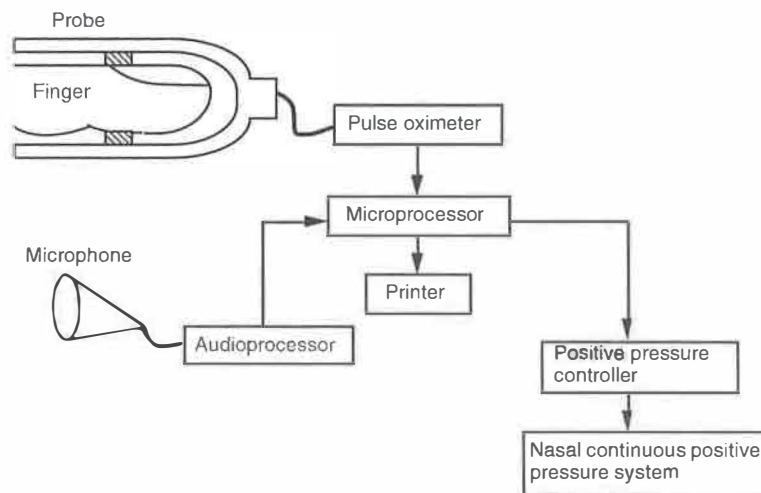 Probe
Finger
Pulse oximeter
Microprocessor
Microphone
Printer
Audioprocessor
Positive pressure
controller
Nasal continuous positive
pressure system